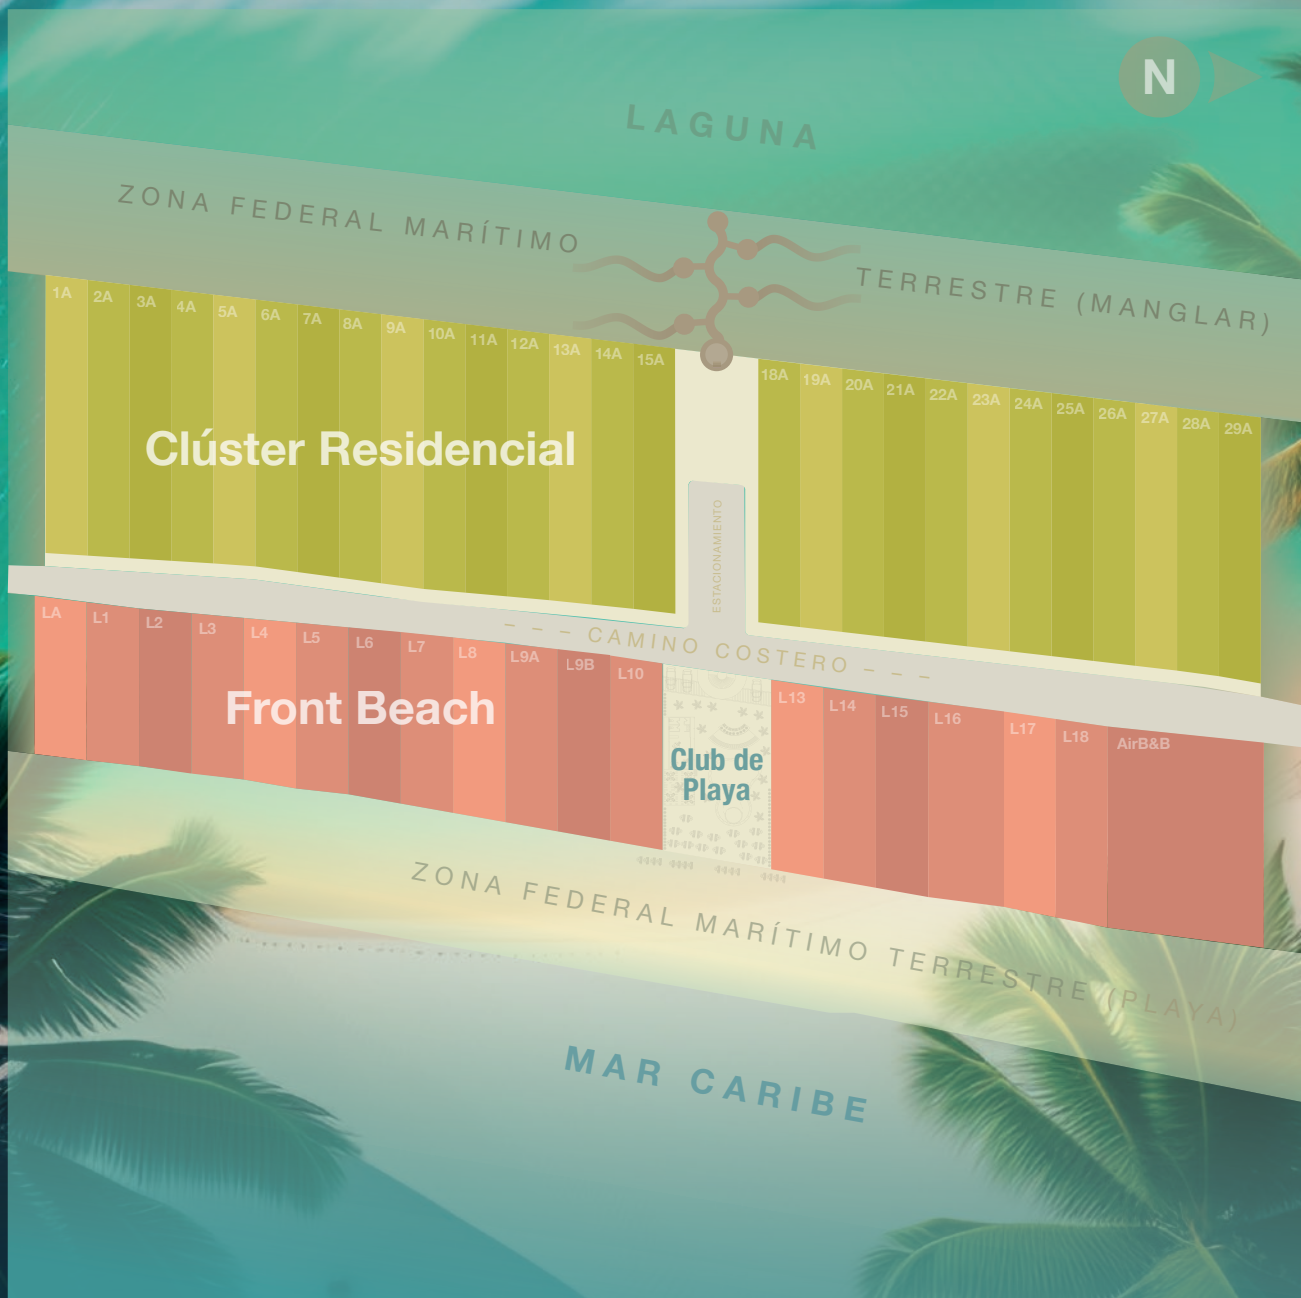 N
LAGUNA
ZONA FEDERAL MARÍTIMO TERRESTRE (MANGLAR)
1A 2A 3A 4A 5A 6A 7A 8A 9A 10A 11A 12A 13A 14A 15A 18A 19A 20A 21A 22A 23A 24A 25A 26A 27A 28A 29A
Clúster Residencial
ESTACIONAMIENTO
– – – CAMINO COSTERO – – –
LA L1 L2 L3 L4 L5 L6 L7 L8 L9A L9B L10 L13 L14 L15 L16 L17 L18 AirB&B
Front Beach
Club de
Playa
ZONA FEDERAL MARÍTIMO TERRESTRE (PLAYA)
MAR CARIBE